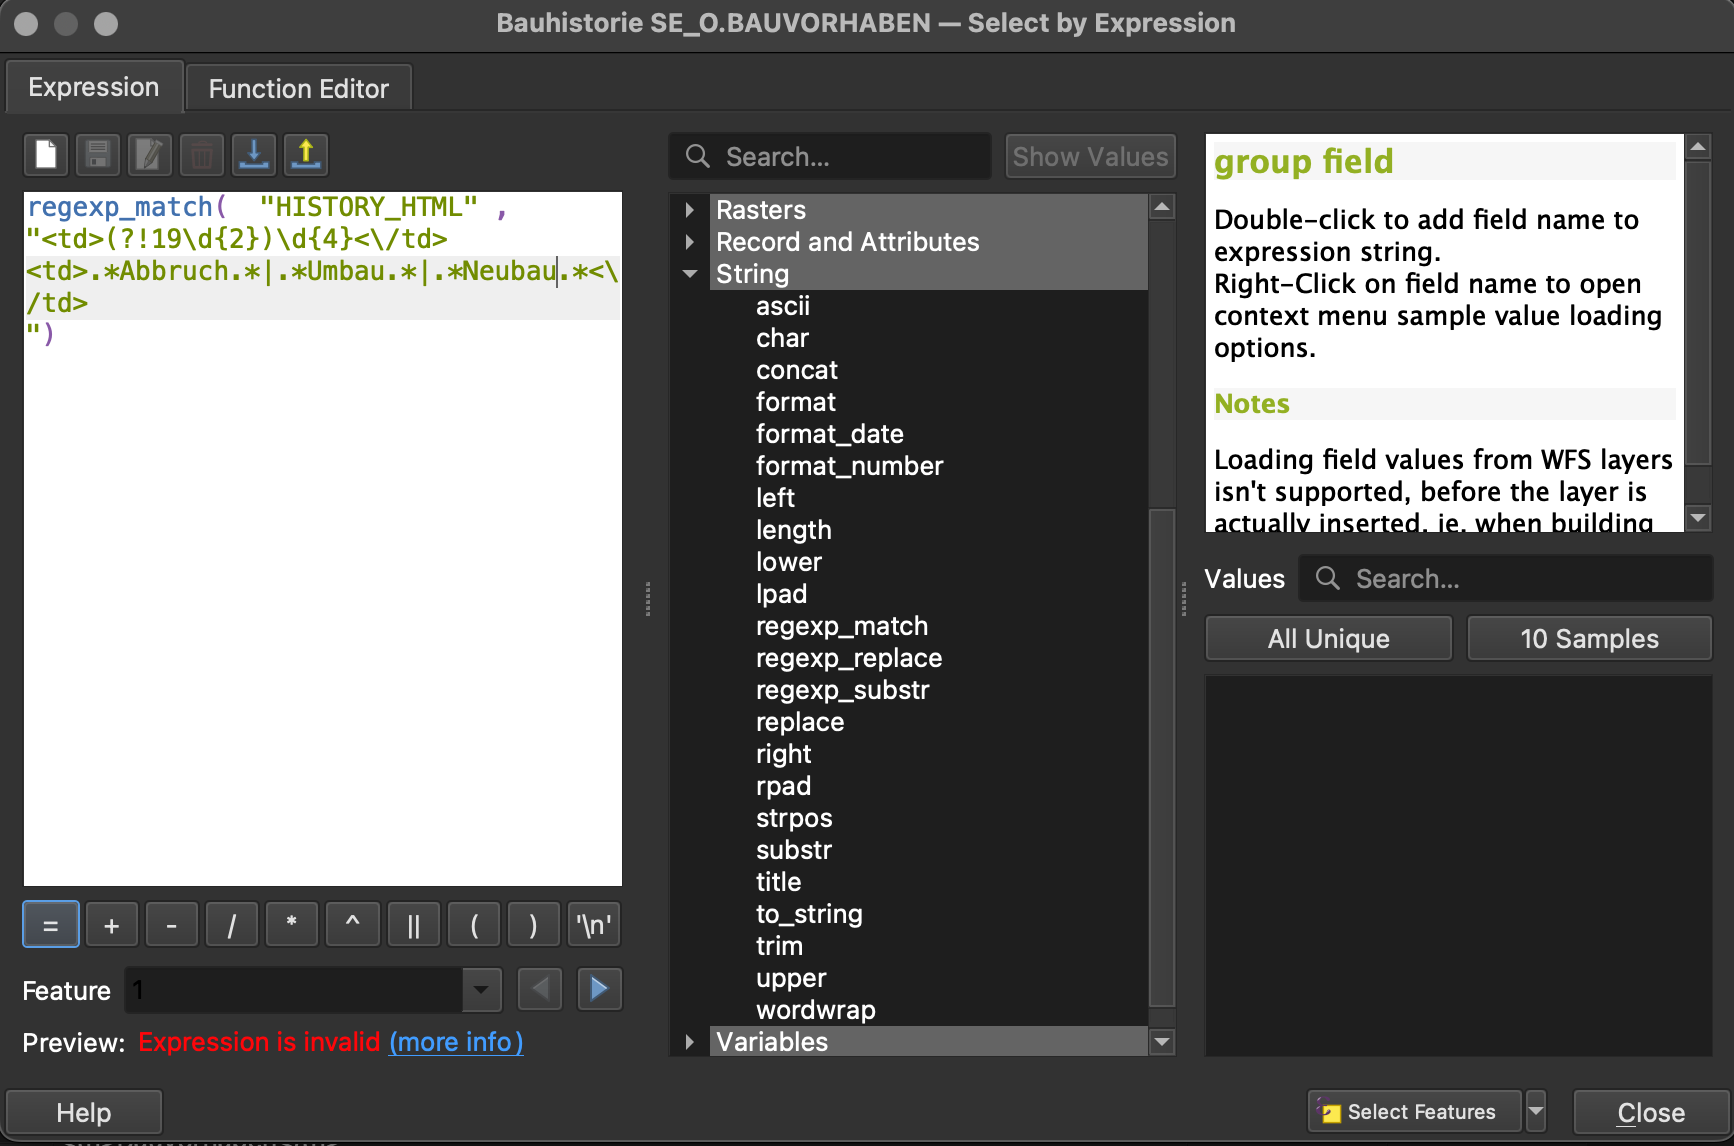 Bauhistorie SE_O.BAUVORHABEN — Select by Expression
Expression
Function Editor
Search...
Show Values
regexp_match(  "HISTORY_HTML" ,
"<td>(?!19\d{2})\d{4}<\/td>
<td>.*Abbruch.*|.*Umbau.*|.*Neubau.*<\
/td>
")
=
+
-
/
*
^
||
(
)
'\n'
Feature
1
Preview: Expression is invalid (more info)
Rasters
Record and Attributes
String
ascii
char
concat
format
format_date
format_number
left
length
lower
lpad
regexp_match
regexp_replace
regexp_substr
replace
right
rpad
strpos
substr
title
to_string
trim
upper
wordwrap
Variables
group field
Double-click to add field name to
expression string.
Right-Click on field name to open
context menu sample value loading
options.
Notes
Loading field values from WFS layers
isn't supported, before the layer is
actually inserted, ie. when building
Values
Search...
All Unique
10 Samples
Help
Select Features
Close